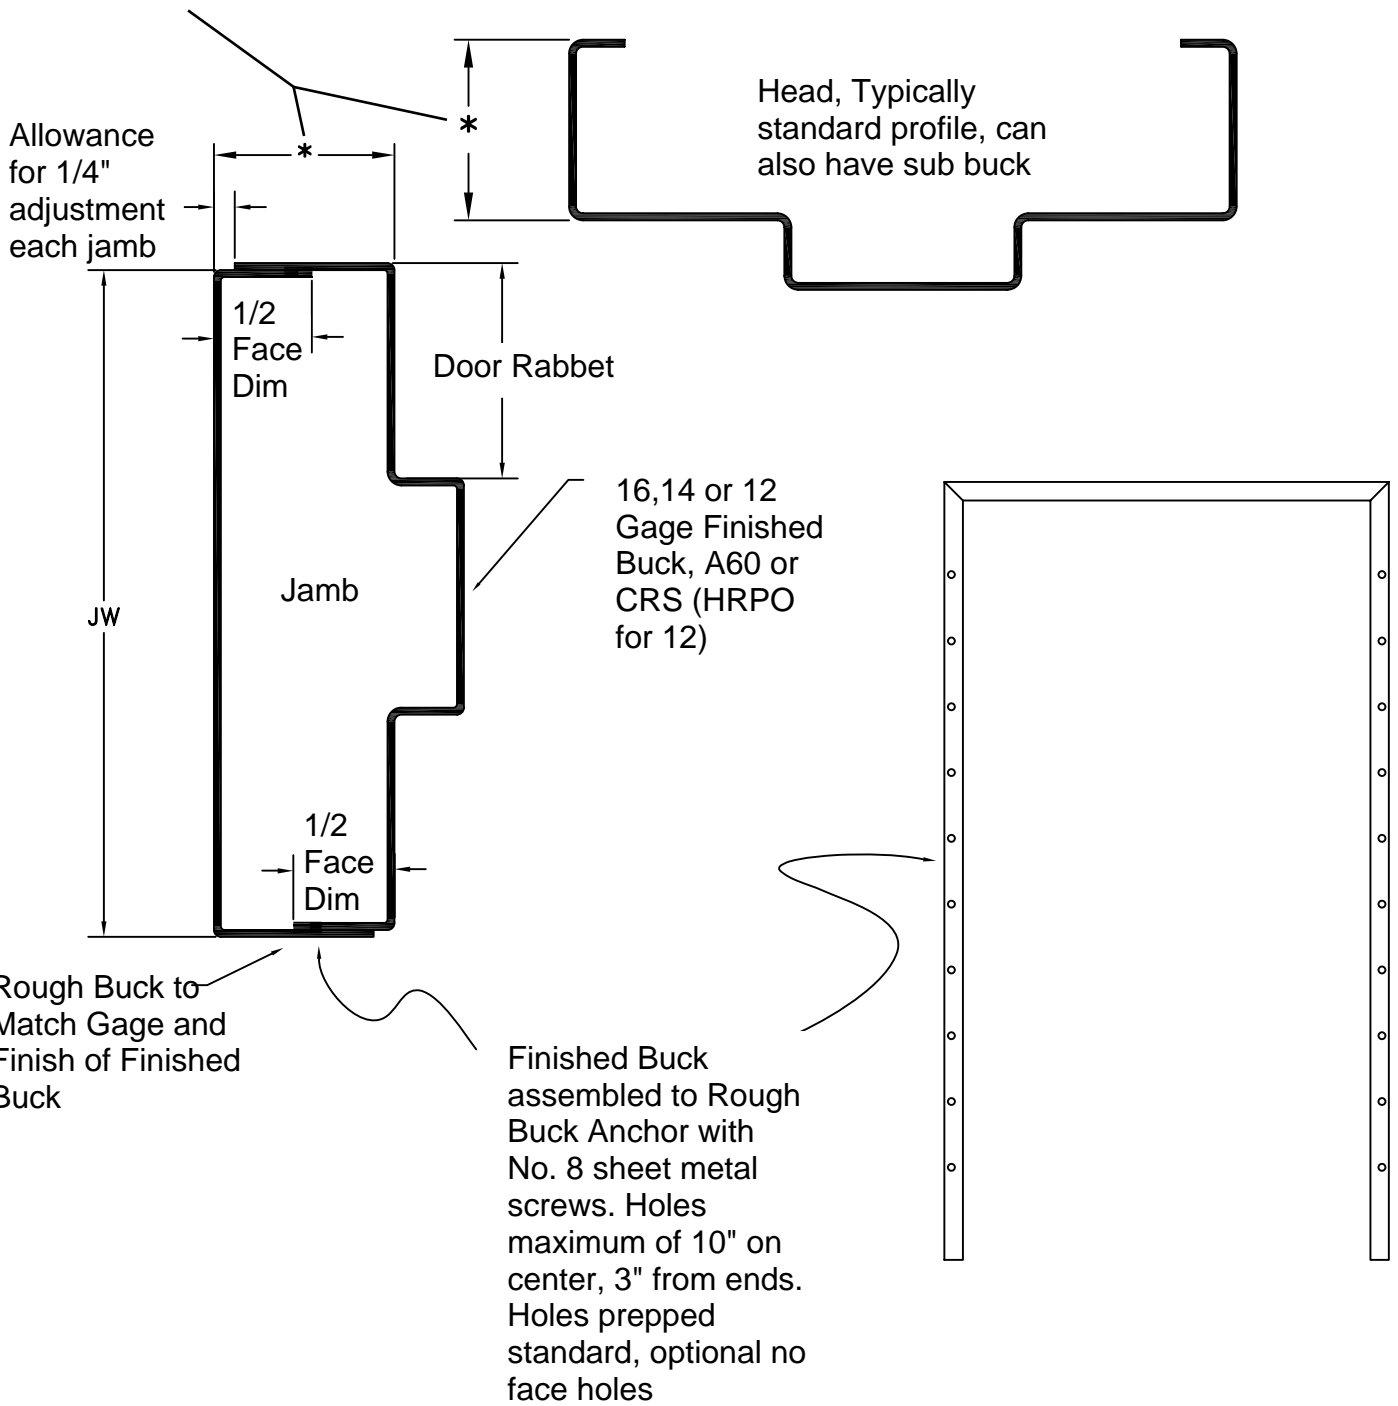 Allowance
for 1/4"
adjustment
each jamb
*
*
Head, Typically
standard profile, can
also have sub buck
1/2
Face
Dim
Door Rabbet
16,14 or 12
Gage Finished
Buck, A60 or
CRS (HRPO
for 12)
Jamb
JW
1/2
Face
Dim
Rough Buck to
Match Gage and
Finish of Finished
Buck
Finished Buck
assembled to Rough
Buck Anchor with
No. 8 sheet metal
screws. Holes
maximum of 10" on
center, 3" from ends.
Holes prepped
standard, optional no
face holes